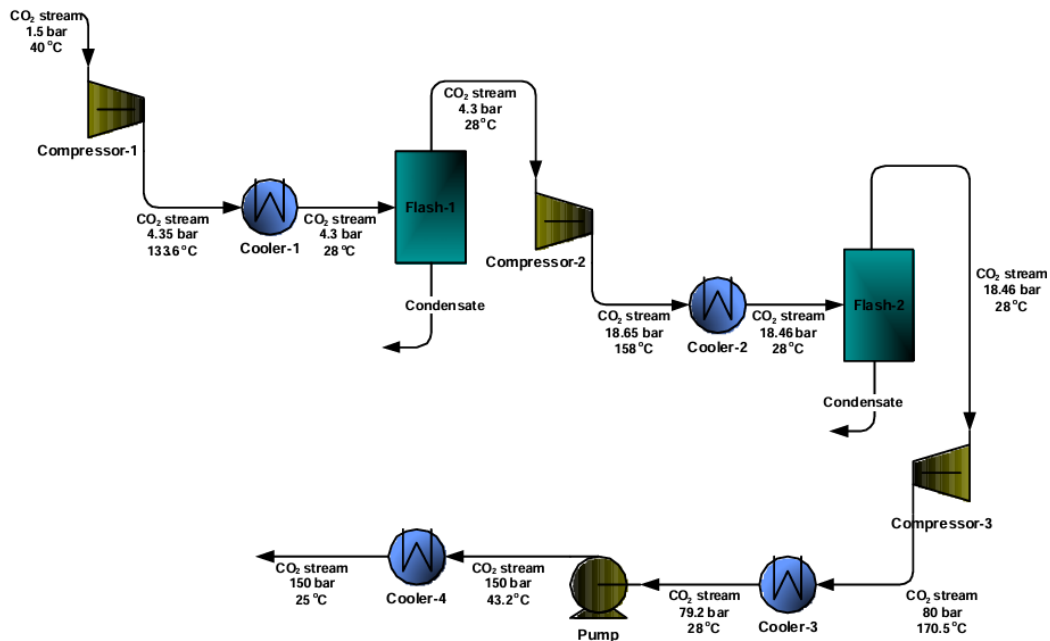 CO₂ stream
1.5 bar
40°C
Compressor-1
CO₂ stream
4.35 bar
133.6°C
Cooler-1
CO₂ stream
4.3 bar
28°C
Flash-1
Condensate
CO₂ stream
4.3 bar
28°C
Compressor-2
CO₂ stream
18.65 bar
158°C
Cooler-2
CO₂ stream
18.46 bar
28°C
Flash-2
Condensate
CO₂ stream
18.46 bar
28°C
Compressor-3
CO₂ stream
80 bar
170.5°C
Cooler-3
CO₂ stream
79.2 bar
28°C
Pump
CO₂ stream
150 bar
43.2°C
Cooler-4
CO₂ stream
150 bar
25°C